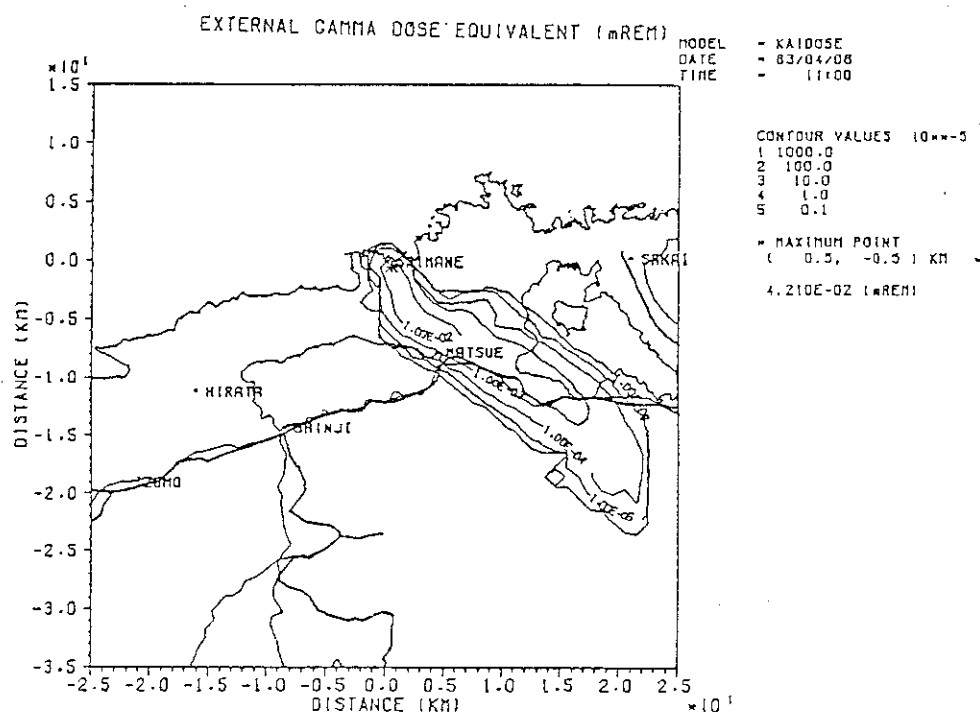 EXTERNAL GAMMA DOSE EQUIVALENT (mREM)
MODEL = KAIDOSE
DATE = 83/04/06
TIME = 11:00
*10¹
1.5
1.0
0.5
0.0
-0.5
-1.0
-1.5
-2.0
-2.5
-3.0
-3.5
DISTANCE (KM)
CONTOUR VALUES 10**-5
1 1000.0
2 100.0
3 10.0
4 1.0
5 0.1
* MAXIMUM POINT
( 0.5, -0.5 ) KM
4.210E-02 (mREM)
SIMANE
SAKAI
1.00E-02
MATSUE
HIRATA
1.00E-03
SHINJI
1.00E-04
IZUMO
-2.5 -2.0 -1.5 -1.0 -0.5 0.0 0.5 1.0 1.5 2.0 2.5
DISTANCE (KM)
*10¹